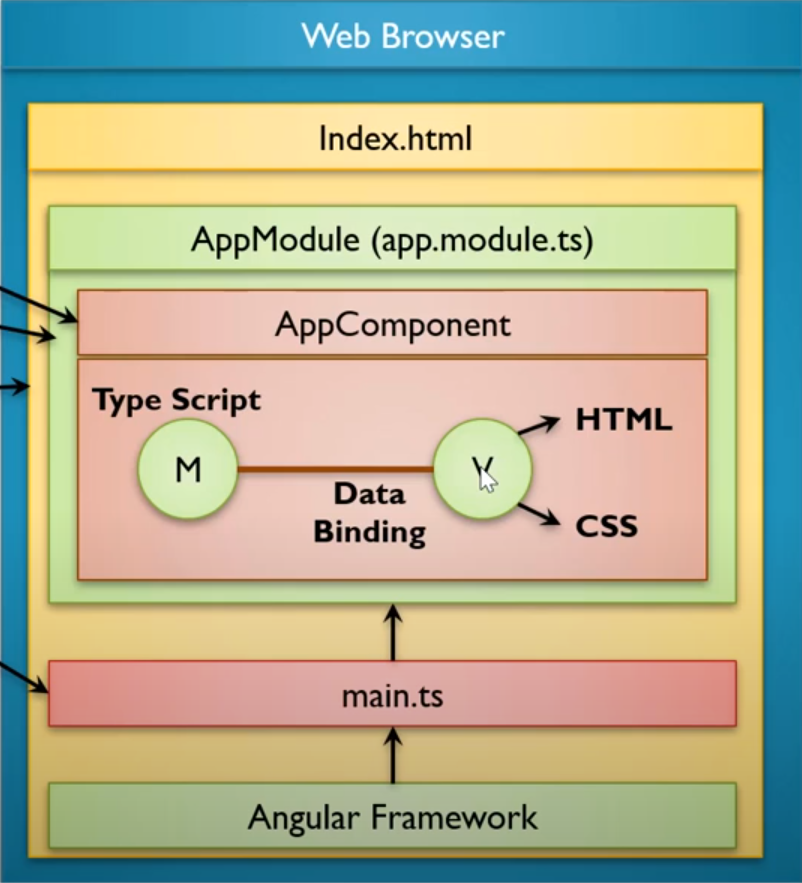 Web Browser
Index.html
AppModule (app.module.ts)
AppComponent
Type Script
HTML
M
V
Data
Binding
CSS
main.ts
Angular Framework